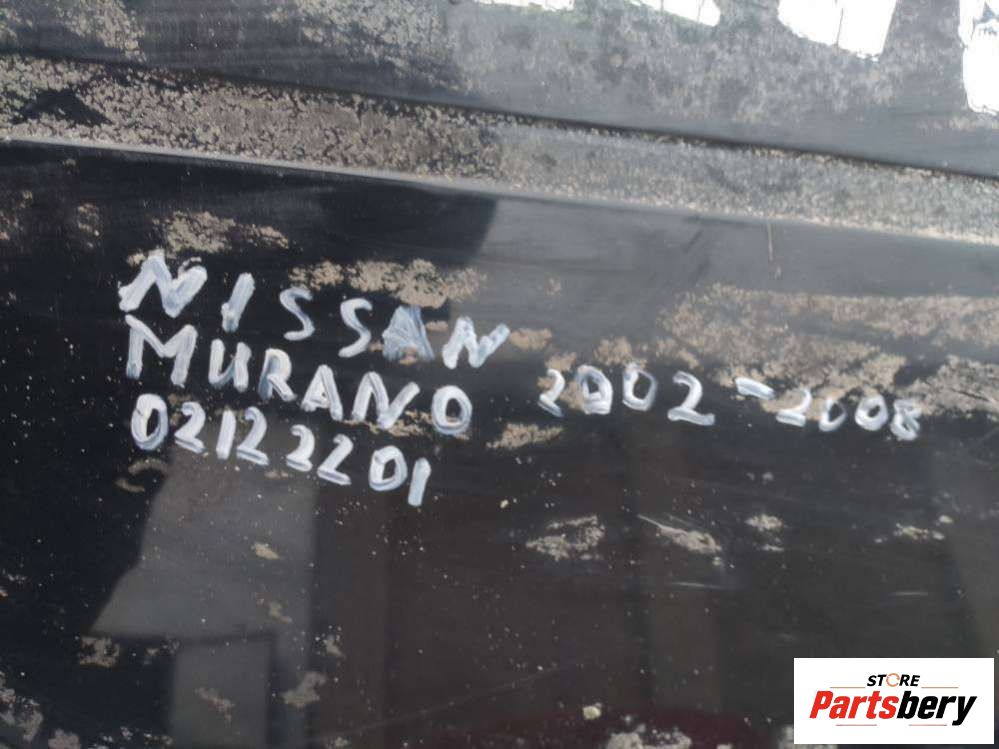 NISSAN
MURANO 2002-2008
02122201
STORE
Partsbery